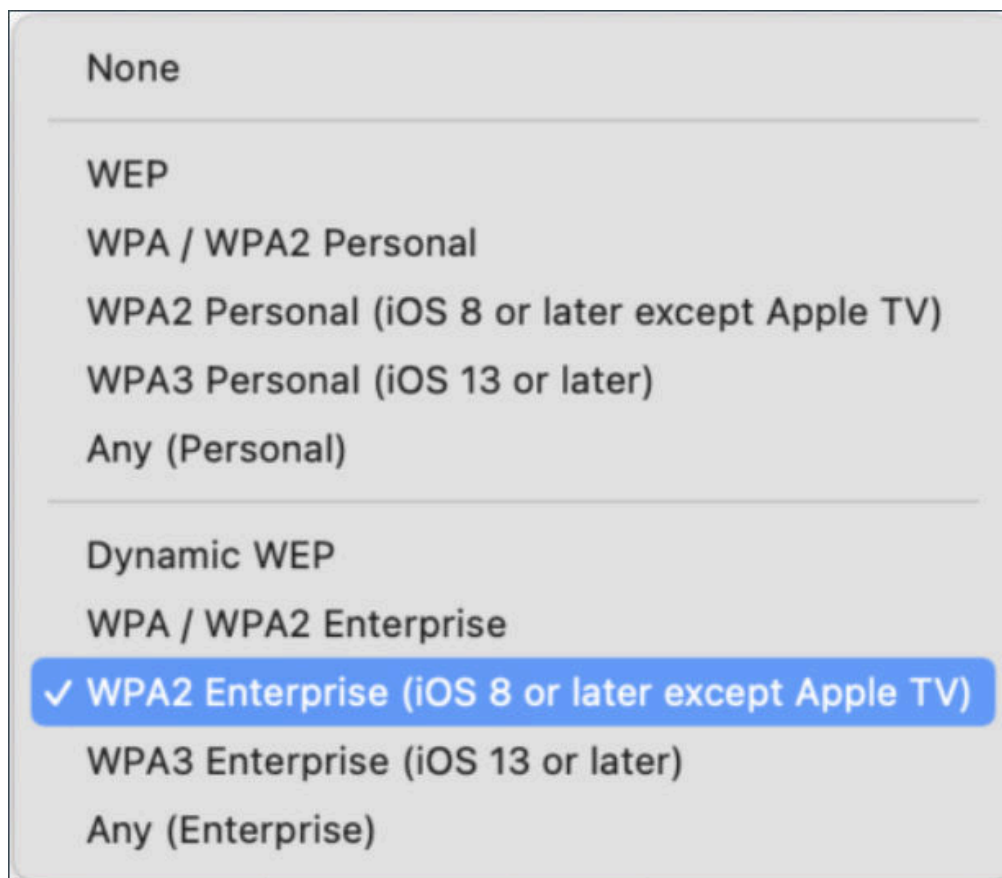 None
WEP
WPA / WPA2 Personal
WPA2 Personal (iOS 8 or later except Apple TV)
WPA3 Personal (iOS 13 or later)
Any (Personal)
Dynamic WEP
WPA / WPA2 Enterprise
✓ WPA2 Enterprise (iOS 8 or later except Apple TV)
WPA3 Enterprise (iOS 13 or later)
Any (Enterprise)